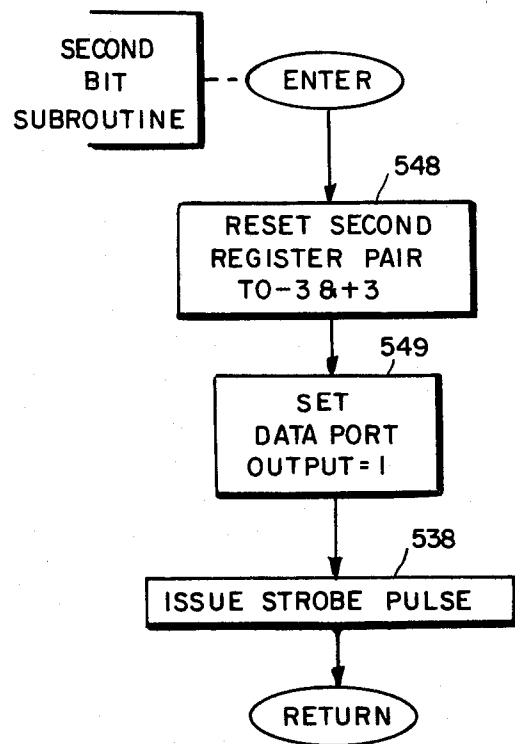 SECOND
BIT
SUBROUTINE
ENTER
548
RESET SECOND
REGISTER PAIR
TO-3 &+3
549
SET
DATA PORT
OUTPUT=1
538
ISSUE STROBE PULSE
RETURN